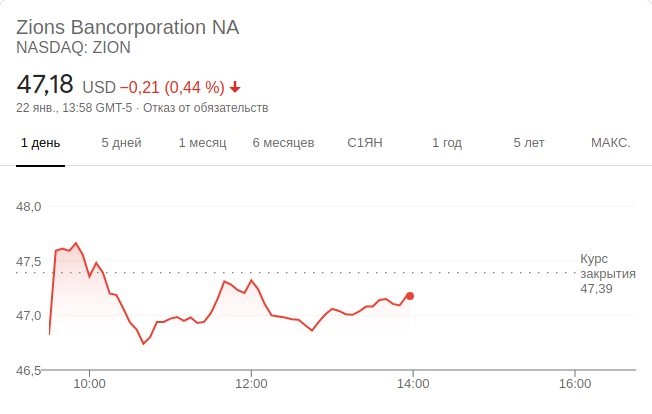 Zions Bancorporation NA
NASDAQ: ZION
47,18 USD −0,21 (0,44 %)
22 янв., 13:58 GMT-5 · Отказ от обязательств
1 день 5 дней 1 месяц 6 месяцев С1ЯН 1 год 5 лет МАКС.
48,0
47,5
47,0
46,5
Курс
закрытия
47,39
10:00 12:00 14:00 16:00